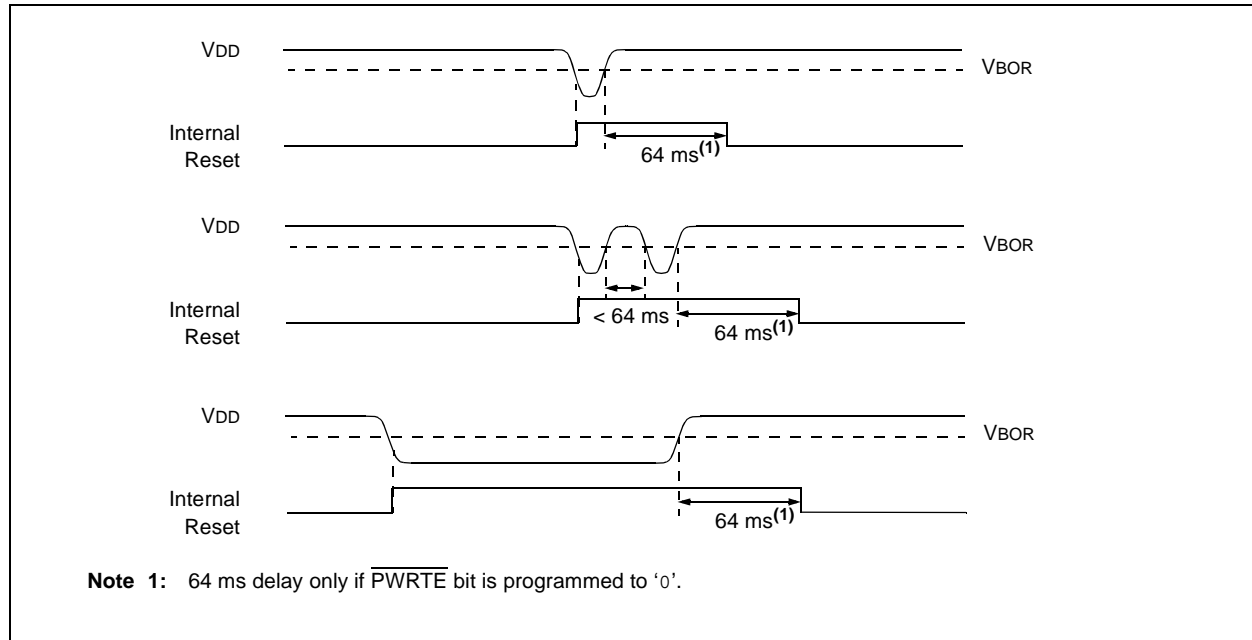 VDD
VBOR
Internal
Reset
64 ms(1)
VDD
VBOR
Internal
Reset
< 64 ms
64 ms(1)
VDD
VBOR
Internal
Reset
64 ms(1)
Note 1: 64 ms delay only if PWRTE bit is programmed to ‘0’.